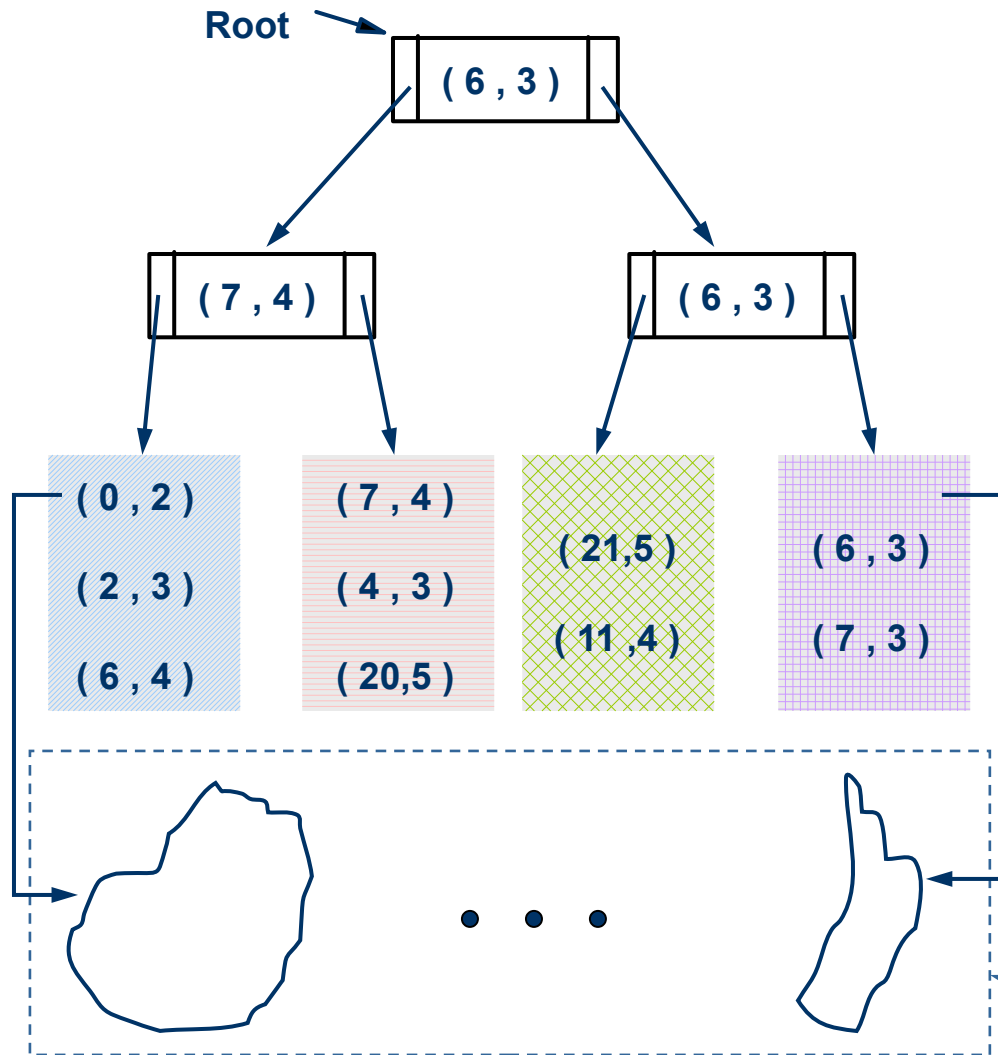 Root
( 6 , 3 )
( 7 , 4 )
( 6 , 3 )
( 0 , 2 )
( 2 , 3 )
( 6 , 4 )
( 7 , 4 )
( 4 , 3 )
( 20,5 )
( 21,5 )
( 11 ,4 )
( 6 , 3 )
( 7 , 3 )